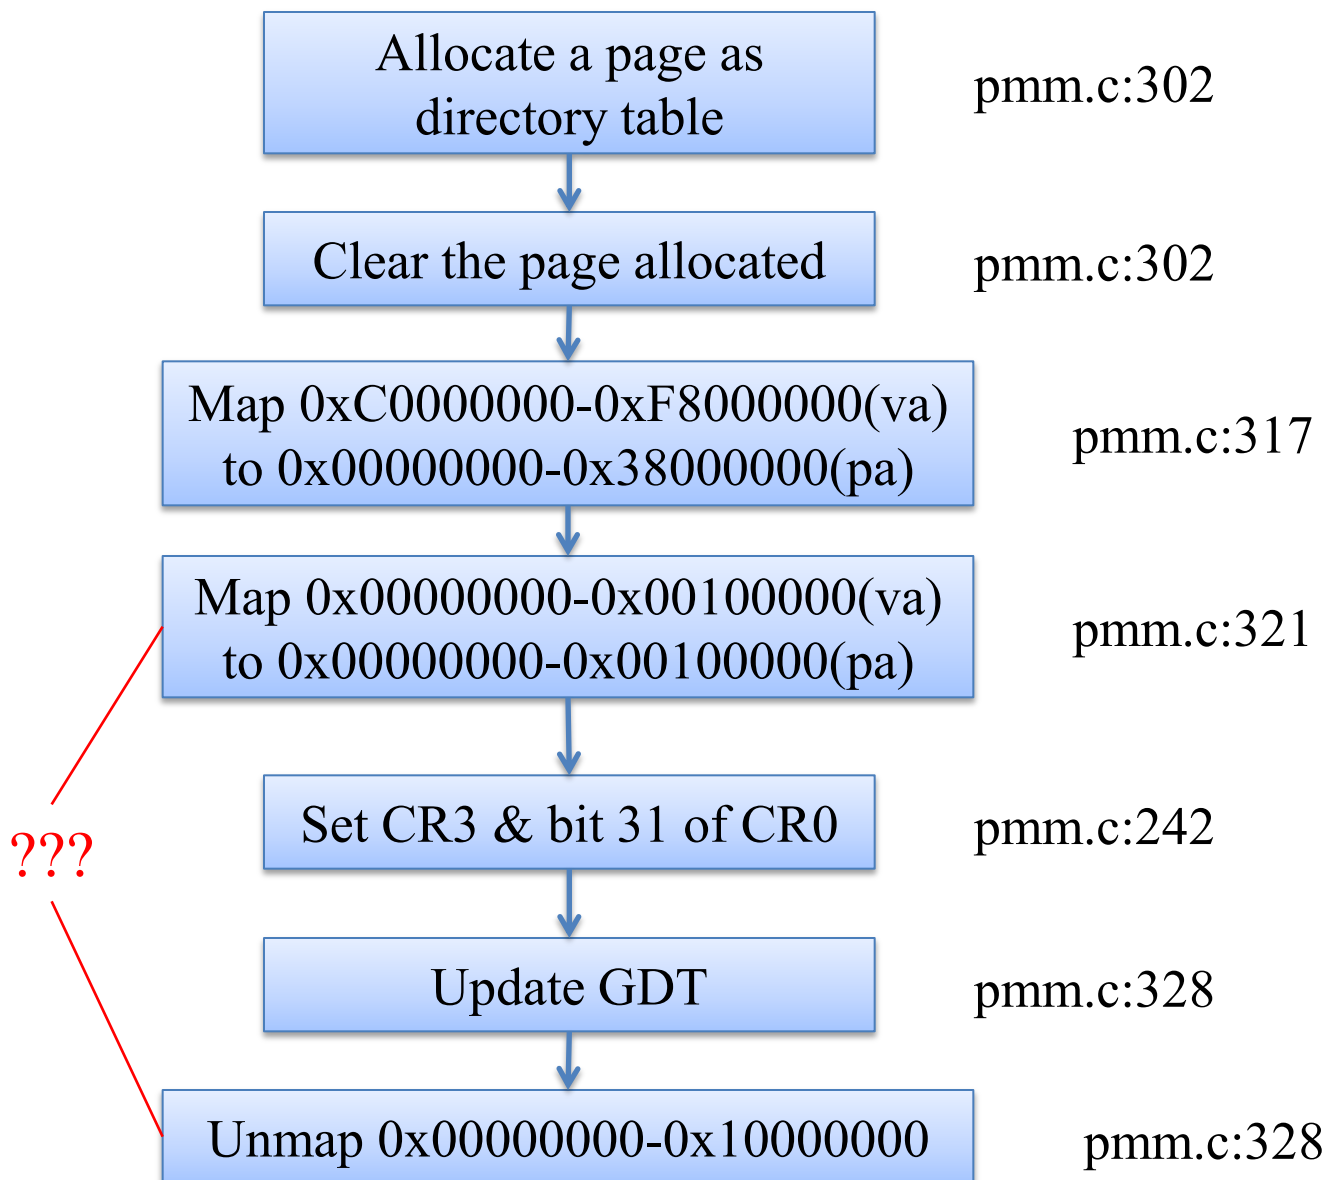 Allocate a page as
directory table
pmm.c:302
Clear the page allocated
pmm.c:302
Map 0xC0000000-0xF8000000(va)
to 0x00000000-0x38000000(pa)
pmm.c:317
Map 0x00000000-0x00100000(va)
to 0x00000000-0x00100000(pa)
pmm.c:321
Set CR3 & bit 31 of CR0
pmm.c:242
???
Update GDT
pmm.c:328
Unmap 0x00000000-0x10000000
pmm.c:328